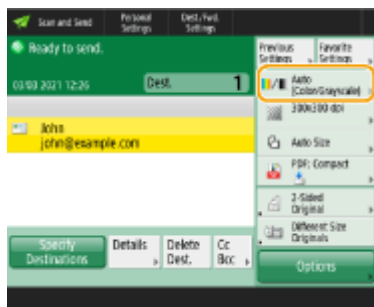 Scan and Send
Personal
Settings
Dest./Fwd.
Settings
Ready to send.
Previous
Settings
Favorite
Settings
03/03 2021 12:26
Dest.
1
Auto
(Color/Grayscale)
300x300 dpi
John
john@example.com
Auto Size
PDF; Compact
2-Sided
Original
Different Size
Originals
Specify
Destinations
Details
Delete
Dest.
Cc
Bcc
Options